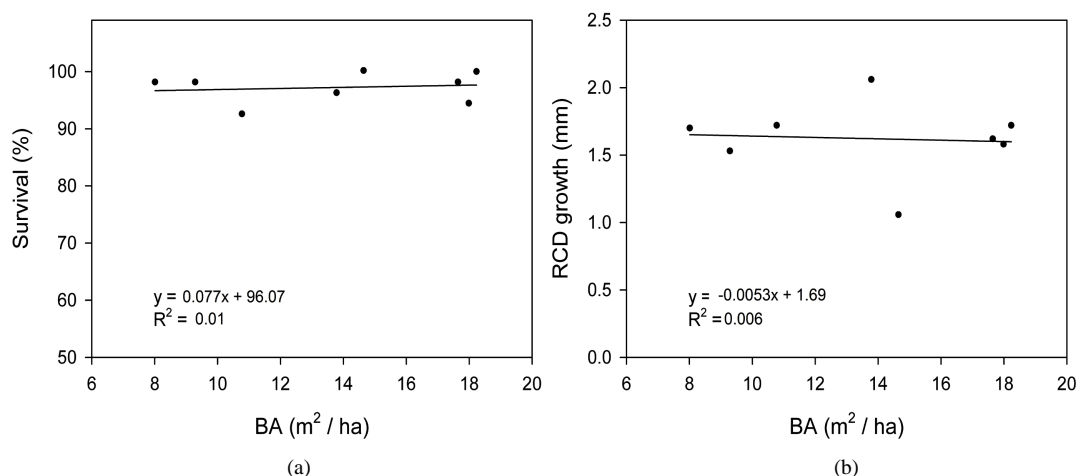 Survival (%)
100
90
80
70
60
50
y = 0.077x + 96.07
R² = 0.01
6 8 10 12 14 16 18 20
BA (m² / ha)
(a)
RCD growth (mm)
2.5
2.0
1.5
1.0
0.5
0.0
y = -0.0053x + 1.69
R² = 0.006
6 8 10 12 14 16 18 20
BA (m² / ha)
(b)